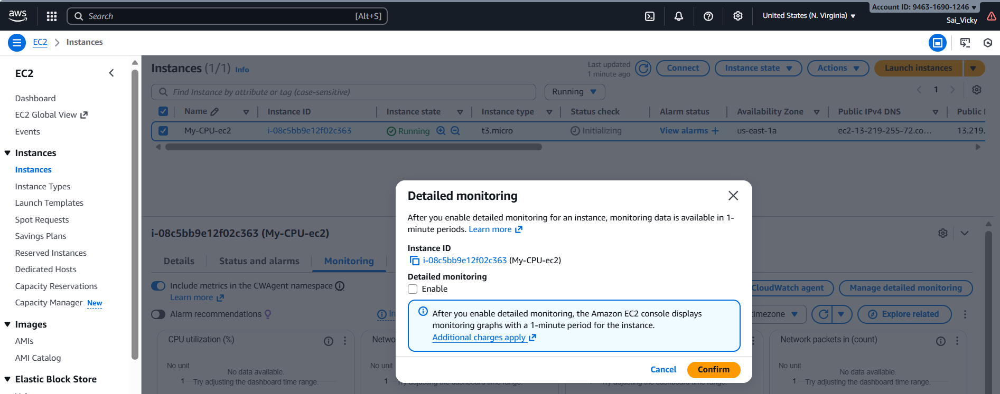 aws
Search [Alt+S]
United States (N. Virginia)
Account ID: 9463-1690-1246
Sai_Vicky
EC2 > Instances
EC2
Dashboard
EC2 Global View
Events
Instances
Instances
Instance Types
Launch Templates
Spot Requests
Savings Plans
Reserved Instances
Dedicated Hosts
Capacity Reservations
Capacity Manager New
Images
AMIs
AMI Catalog
Elastic Block Store
Instances (1/1) Info
Last updated
1 minute ago
Connect
Instance state
Actions
Launch instances
Find Instance by attribute or tag (case-sensitive)
Running
1
Name Instance ID Instance state Instance type Status check Alarm status Availability Zone Public IPv4 DNS Public
My-CPU-ec2 i-08c5bb9e12f02c363 Running t3.micro Initializing View alarms + us-east-1a ec2-13-219-255-72.co... 13.219.
i-08c5bb9e12f02c363 (My-CPU-ec2)
Details
Status and alarms
Monitoring
Include metrics in the CWAgent namespace
Learn more
CloudWatch agent
Manage detailed monitoring
Alarm recommendations
Explore related
CPU utilization (%)
No unit
1
No data available.
Try adjusting the dashboard time range.
No unit
1
Network packets in (count)
No unit
1
No data available.
Try adjusting the dashboard time range.
Detailed monitoring
After you enable detailed monitoring for an instance, monitoring data is available in 1-
minute periods. Learn more
Instance ID
i-08c5bb9e12f02c363 (My-CPU-ec2)
Detailed monitoring
Enable
After you enable detailed monitoring, the Amazon EC2 console displays
monitoring graphs with a 1-minute period for the instance.
Additional charges apply
Cancel
Confirm